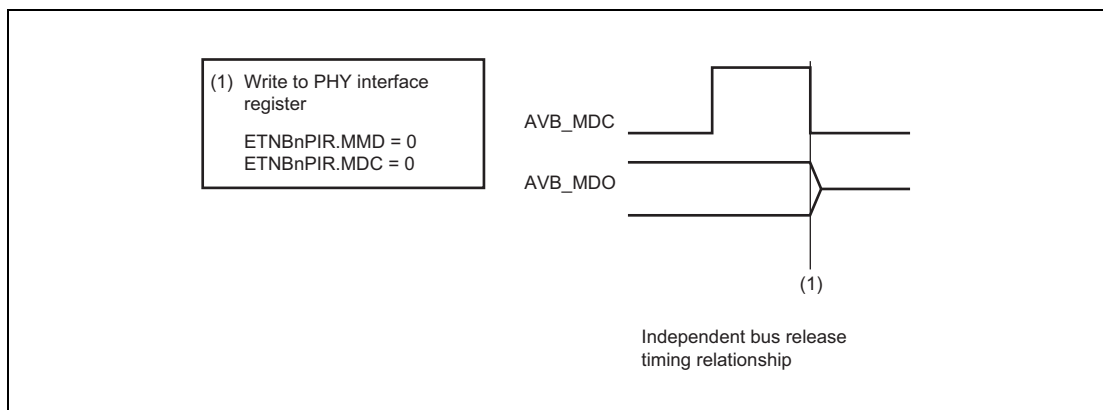 (1) Write to PHY interface
register
ETNBnPIR.MMD = 0
ETNBnPIR.MDC = 0
AVB_MDC
AVB_MDO
(1)
Independent bus release
timing relationship